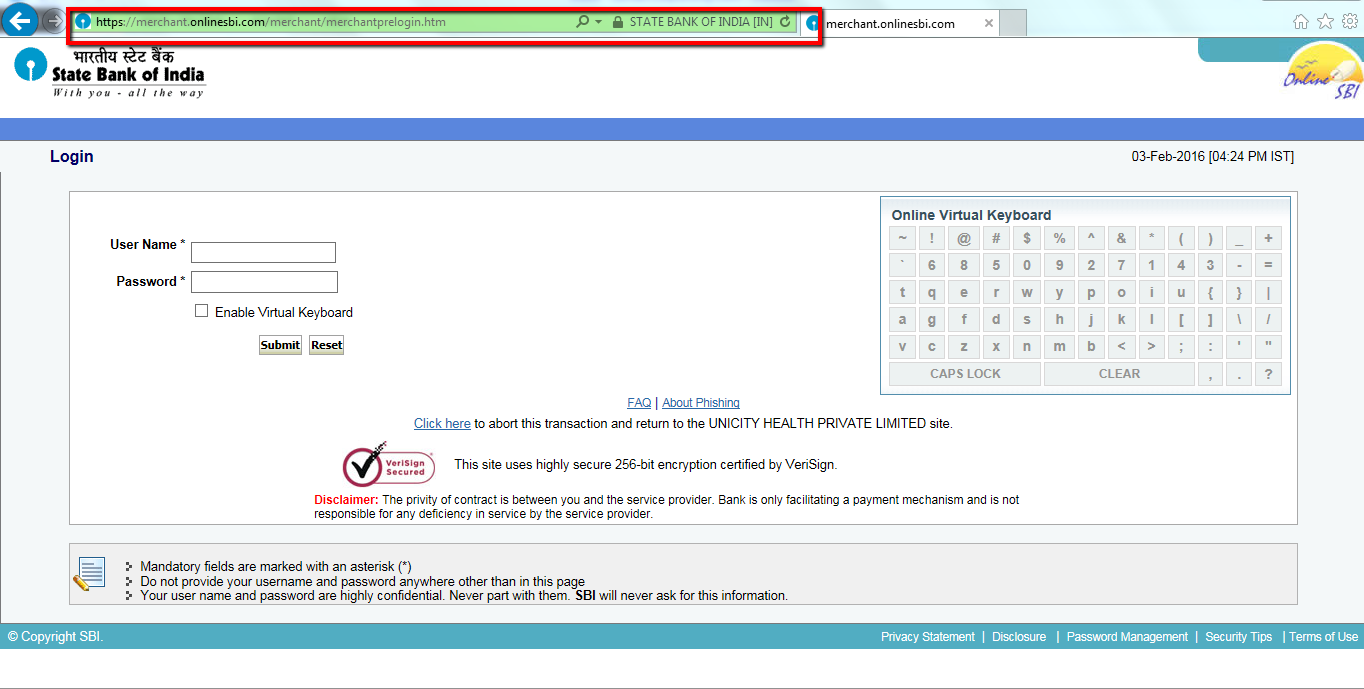 https://merchant.onlinesbi.com/merchant/merchantprelogin.htm STATE BANK OF INDIA [IN] merchant.onlinesbi.com
भारतीय स्टेट बैंक
State Bank of India
With you - all the way
Online SBI
Login 03-Feb-2016 [04:24 PM IST]
Online Virtual Keyboard
~ ! @ # $ % ^ & * ( ) _ +
` 6 8 5 0 9 2 7 1 4 3 - =
t q e r w y p o i u { } |
a g f d s h j k l [ ] \ /
v c z x n m b < > ; : ' "
CAPS LOCK CLEAR , . ?
User Name *
Password *
Enable Virtual Keyboard
Submit Reset
FAQ | About Phishing
Click here to abort this transaction and return to the UNICITY HEALTH PRIVATE LIMITED site.
VeriSign
Secured
This site uses highly secure 256-bit encryption certified by VeriSign.
Disclaimer: The privity of contract is between you and the service provider. Bank is only facilitating a payment mechanism and is not
responsible for any deficiency in service by the service provider.
Mandatory fields are marked with an asterisk (*)
Do not provide your username and password anywhere other than in this page
Your user name and password are highly confidential. Never part with them. SBI will never ask for this information.
© Copyright SBI. Privacy Statement | Disclosure | Password Management | Security Tips | Terms of Use